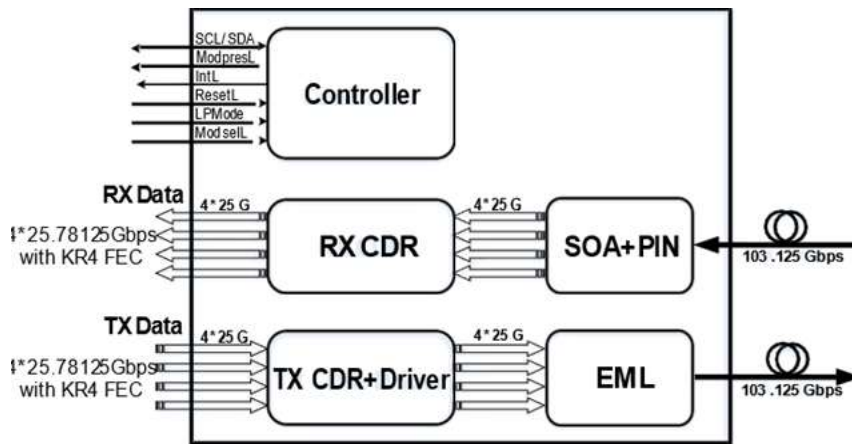 SCL/SDA
ModpresL
IntL
ResetL
LPMode
ModselL
Controller
RX Data
4*25 G
4*25 G
4*25.78125Gbps
with KR4 FEC
RX CDR
SOA+PIN
103.125 Gbps
TX Data
4*25 G
4*25 G
4*25.78125Gbps
with KR4 FEC
TX CDR+Driver
EML
103.125 Gbps